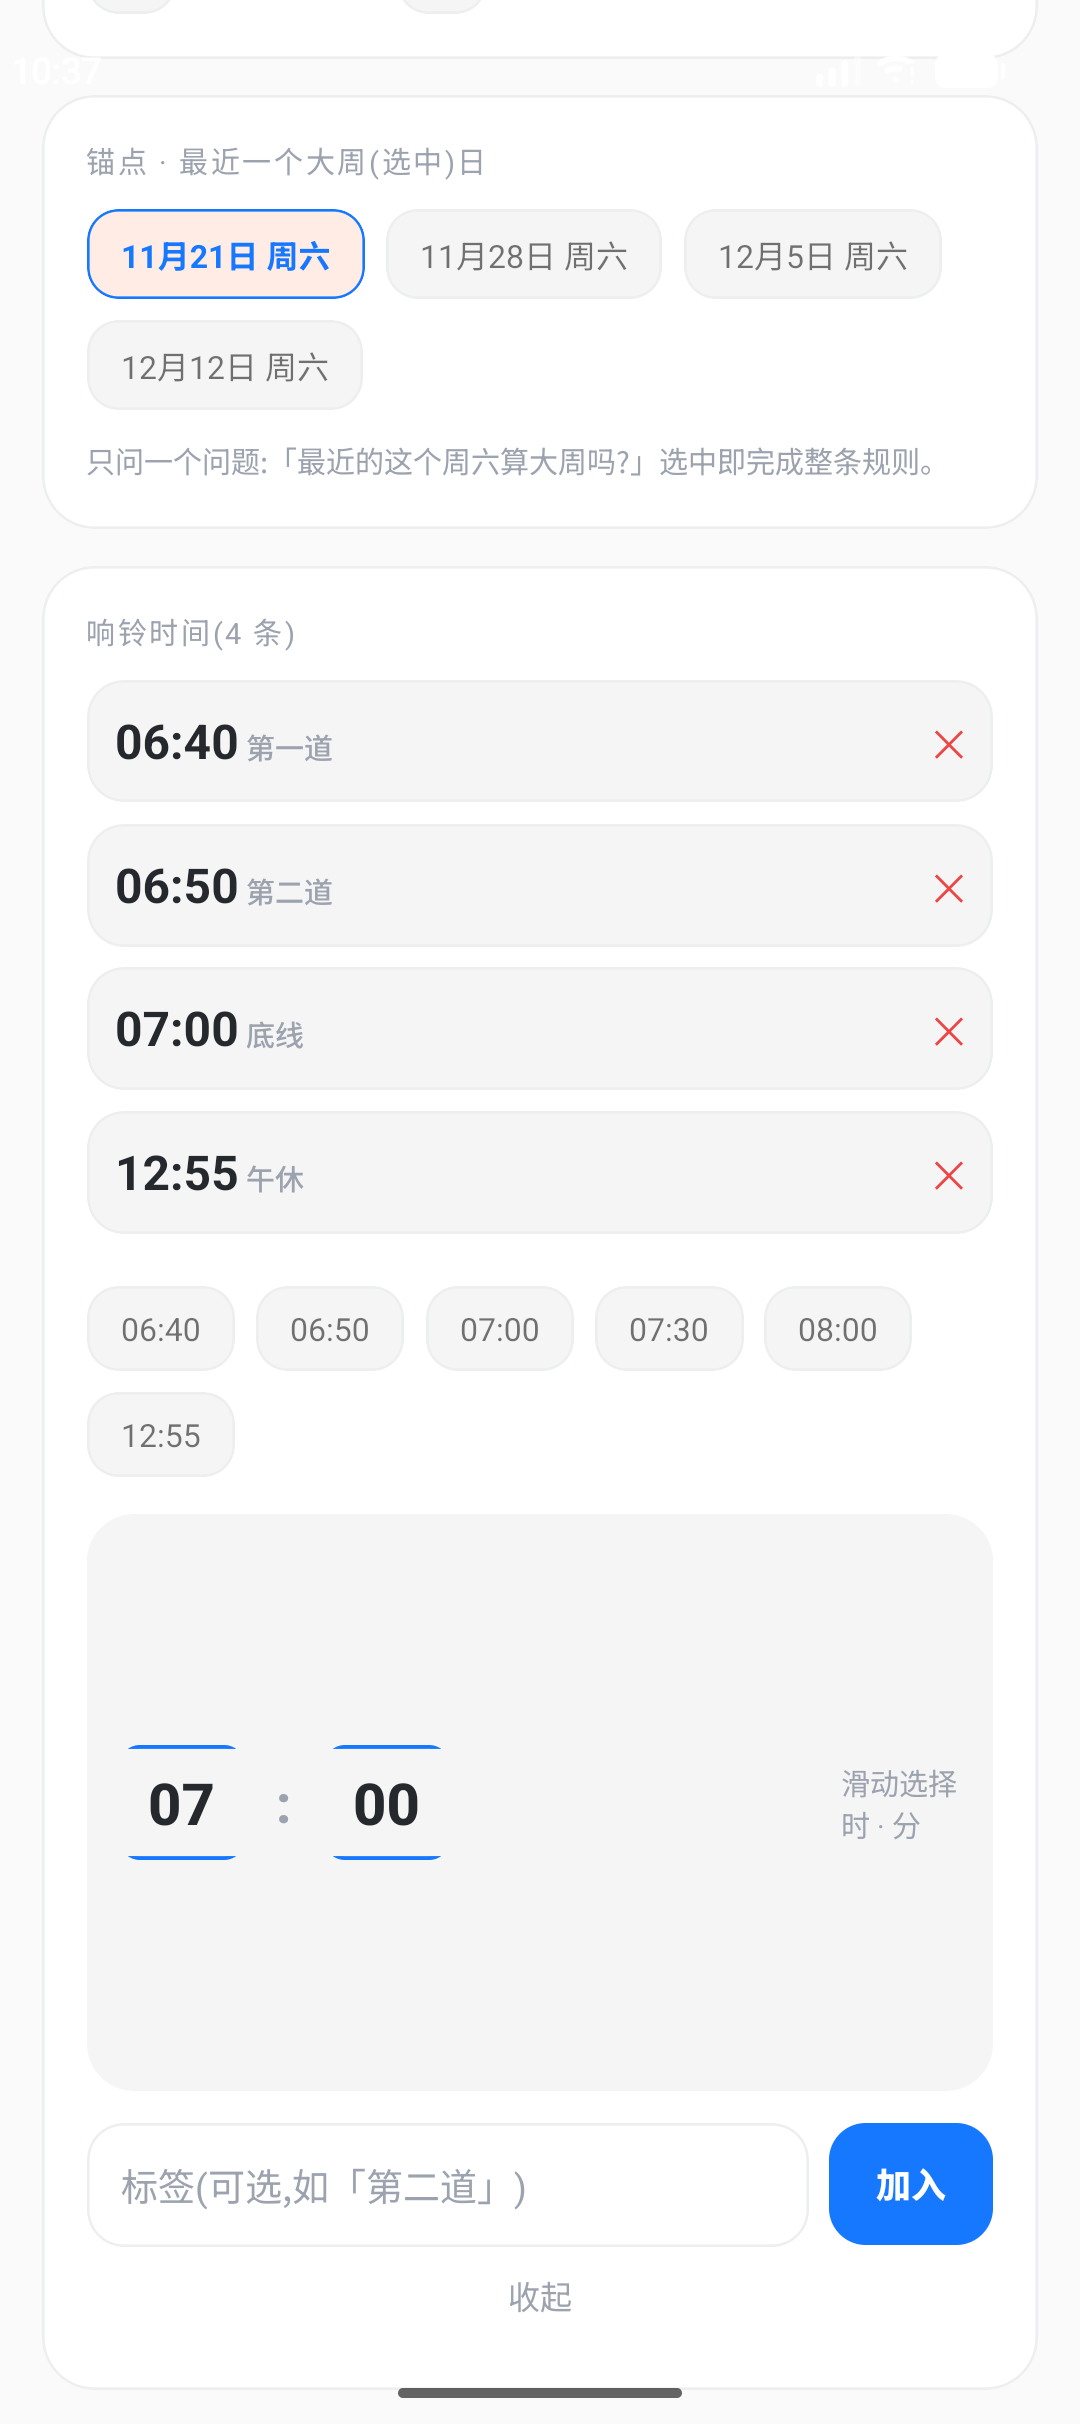 10:37
锚点 · 最近一个大周(选中)日
11月21日 周六
11月28日 周六
12月5日 周六
12月12日 周六
只问一个问题:「最近的这个周六算大周吗?」选中即完成整条规则。
响铃时间(4 条)
06:40 第一道
06:50 第二道
07:00 底线
12:55 午休
06:40
06:50
07:00
07:30
08:00
12:55
07 : 00
滑动选择
时 · 分
标签(可选,如「第二道」)
加入
收起